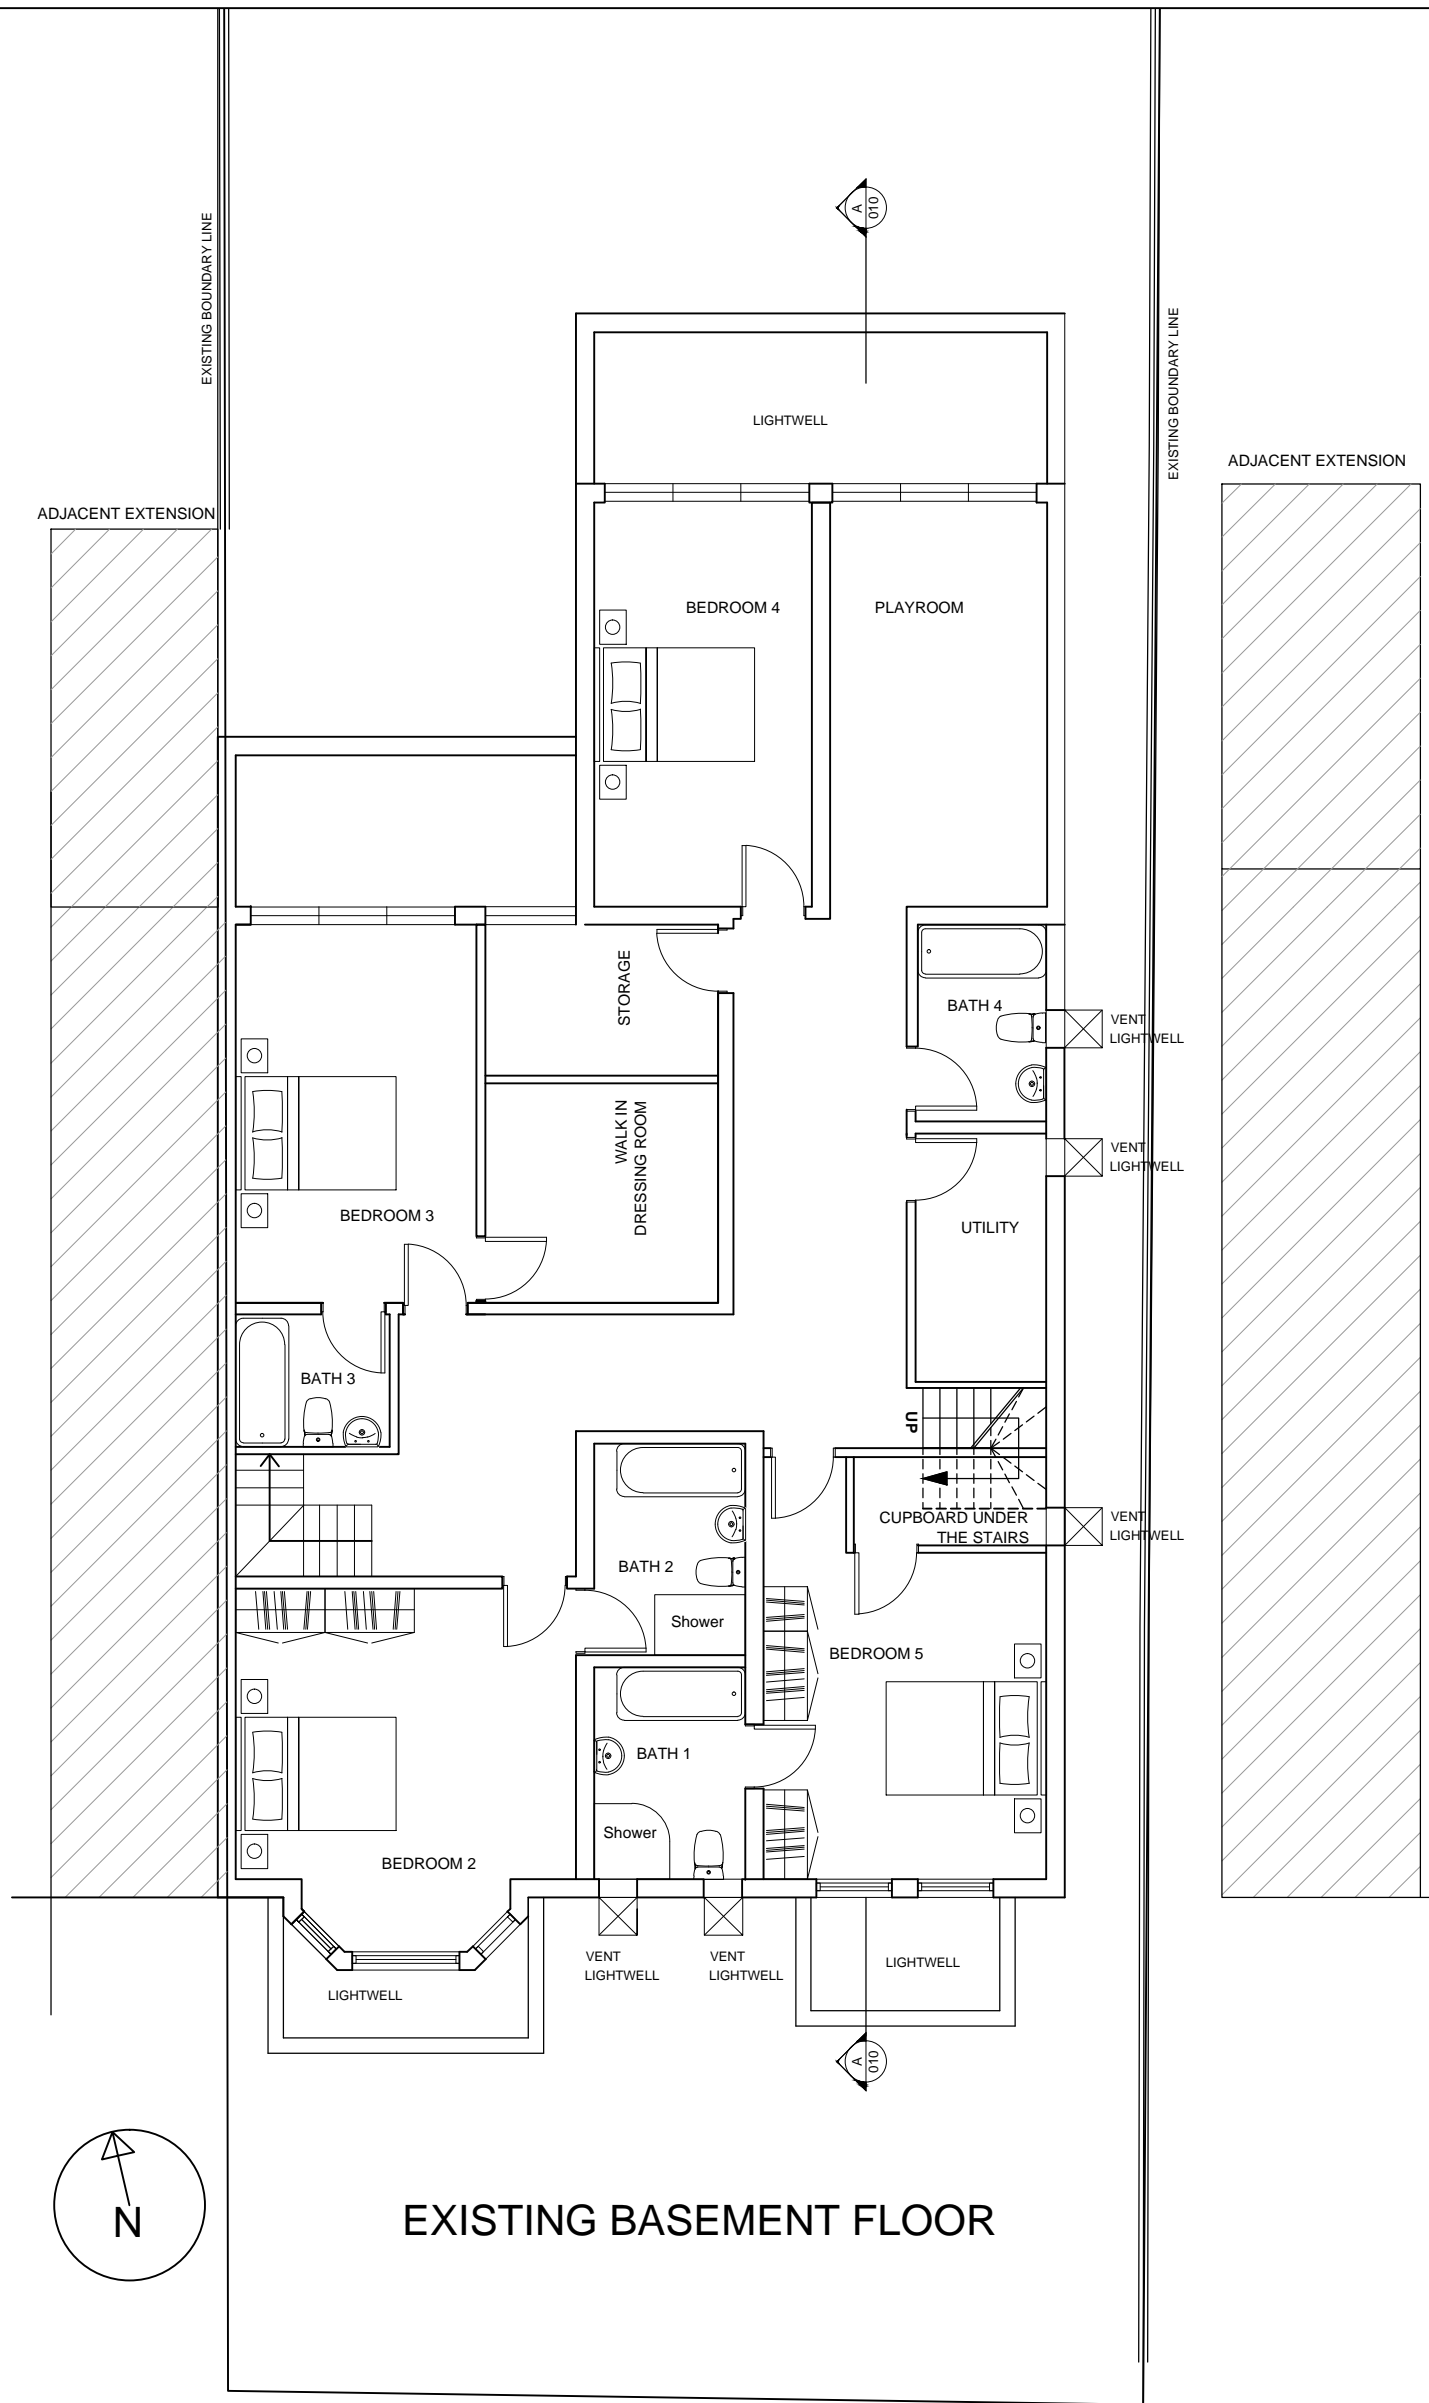 A
010
EXISTING BOUNDARY LINE
EXISTING BOUNDARY LINE
LIGHTWELL
ADJACENT EXTENSION
ADJACENT EXTENSION
BEDROOM 4
PLAYROOM
STORAGE
BATH 4
VENT
LIGHTWELL
WALK IN
DRESSING ROOM
VENT
LIGHTWELL
BEDROOM 3
UTILITY
BATH 3
UP
CUPBOARD UNDER
THE STAIRS
VENT
LIGHTWELL
BATH 2
Shower
BEDROOM 5
BATH 1
Shower
BEDROOM 2
VENT
LIGHTWELL
VENT
LIGHTWELL
LIGHTWELL
LIGHTWELL
A
010
N
EXISTING BASEMENT FLOOR